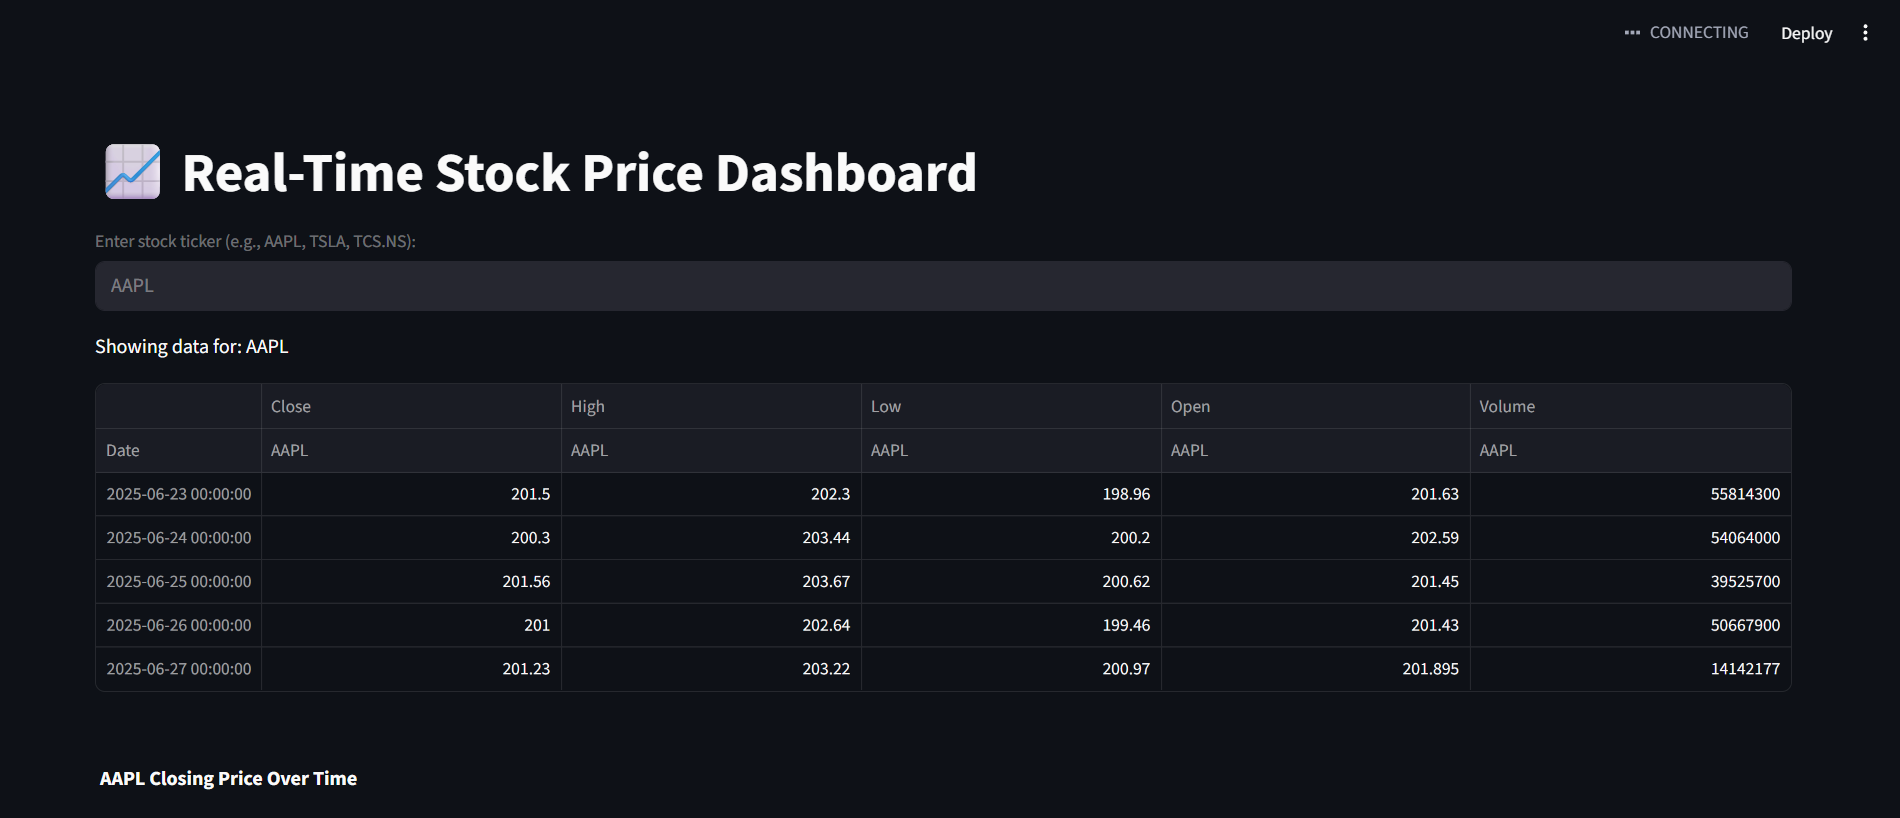 CONNECTING Deploy
Real-Time Stock Price Dashboard
Enter stock ticker (e.g., AAPL, TSLA, TCS.NS):
AAPL
Showing data for: AAPL
Close High Low Open Volume
Date AAPL AAPL AAPL AAPL AAPL
2025-06-23 00:00:00 201.5 202.3 198.96 201.63 55814300
2025-06-24 00:00:00 200.3 203.44 200.2 202.59 54064000
2025-06-25 00:00:00 201.56 203.67 200.62 201.45 39525700
2025-06-26 00:00:00 201 202.64 199.46 201.43 50667900
2025-06-27 00:00:00 201.23 203.22 200.97 201.895 14142177
AAPL Closing Price Over Time